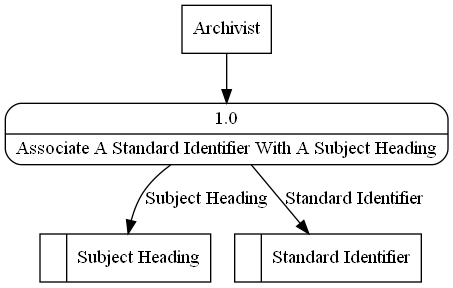 Archivist
1.0
Associate A Standard Identifier With A Subject Heading
Subject Heading
Standard Identifier
Subject Heading
Standard Identifier